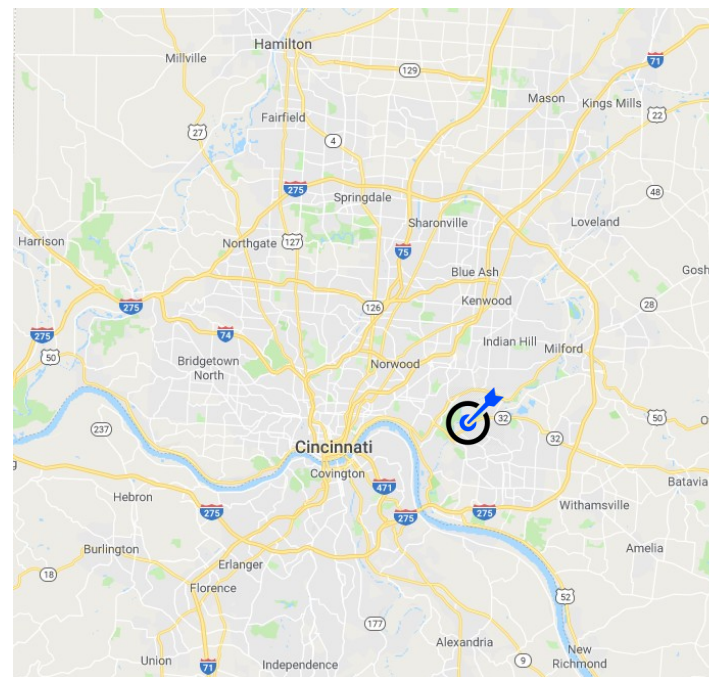 Hamilton
Millville
71
129
Mason
Kings Mills
22
Fairfield
27
4
275
Springdale
48
Sharonville
Loveland
Harrison
Northgate
127
75
Blue Ash
Gosh
Kenwood
275
126
28
275
74
Indian Hill
Milford
50
Bridgetown
North
Norwood
32
50
O
237
32
Cincinnati
Covington
471
Batavia
Hebron
275
275
275
Withamsville
Burlington
Amelia
Erlanger
18
Florence
52
177
Alexandria
New
Richmond
Union
71
Independence
9